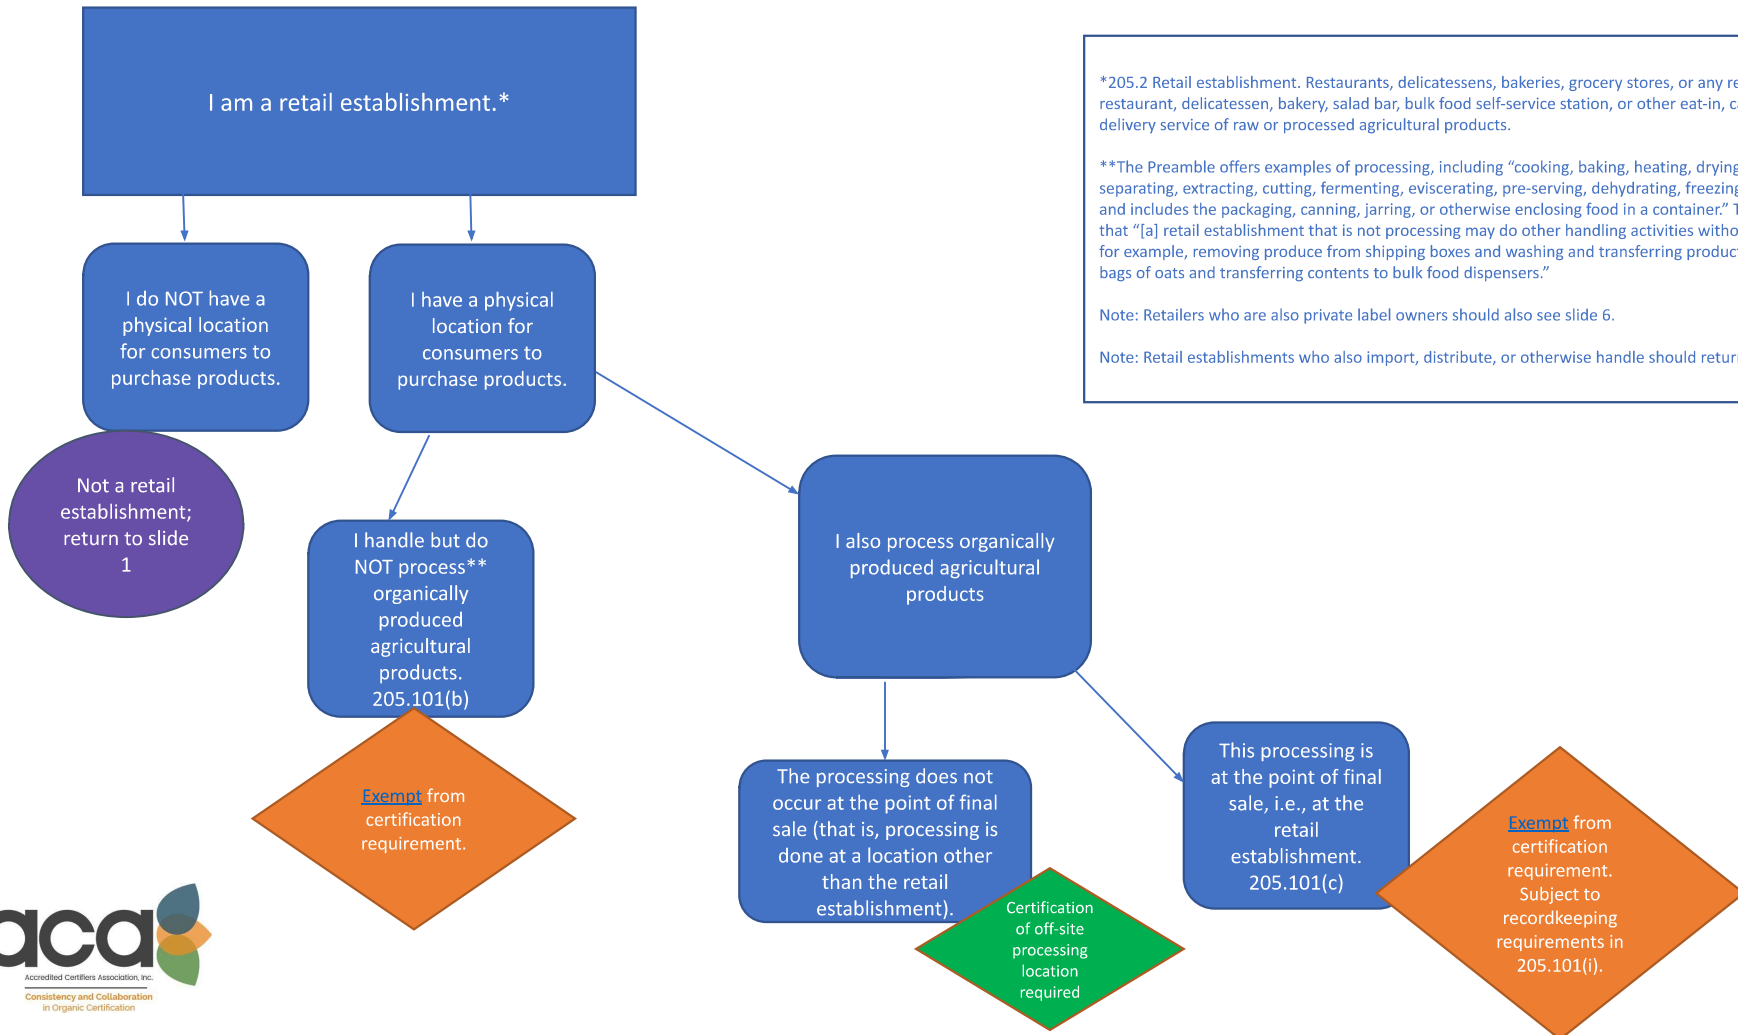 I am a retail establishment.*
*205.2 Retail establishment. Restaurants, delicatessens, bakeries, grocery stores, or any
restaurant, delicatessen, bakery, salad bar, bulk food self-service station, or other eat-in,
delivery service of raw or processed agricultural products.
**The Preamble offers examples of processing, including “cooking, baking, heating, drying
separating, extracting, cutting, fermenting, eviscerating, pre-serving, dehydrating, freezing
and includes the packaging, canning, jarring, or otherwise enclosing food in a container.”
that “[a] retail establishment that is not processing may do other handling activities
for example, removing produce from shipping boxes and washing and transferring product
bags of oats and transferring contents to bulk food dispensers.”
Note: Retailers who are also private label owners should also see slide 6.
Note: Retail establishments who also import, distribute, or otherwise handle should
I do NOT have a
physical location
for consumers to
purchase products.
I have a physical
location for
consumers to
purchase products.
Not a retail
establishment;
return to slide
1
I handle but do
NOT process**
organically
produced
agricultural
products.
205.101(b)
Exempt from
certification
requirement.
I also process organically
produced agricultural
products
The processing does not
occur at the point of final
sale (that is, processing is
done at a location other
than the retail
establishment).
Certification
of off-site
processing
location
required
This processing is
at the point of final
sale, i.e., at the
retail
establishment.
205.101(c)
Exempt from
certification
requirement.
Subject to
recordkeeping
requirements in
205.101(i).
aca
Accredited Certifiers Association, Inc.
Consistency and Collaboration
in Organic Certification